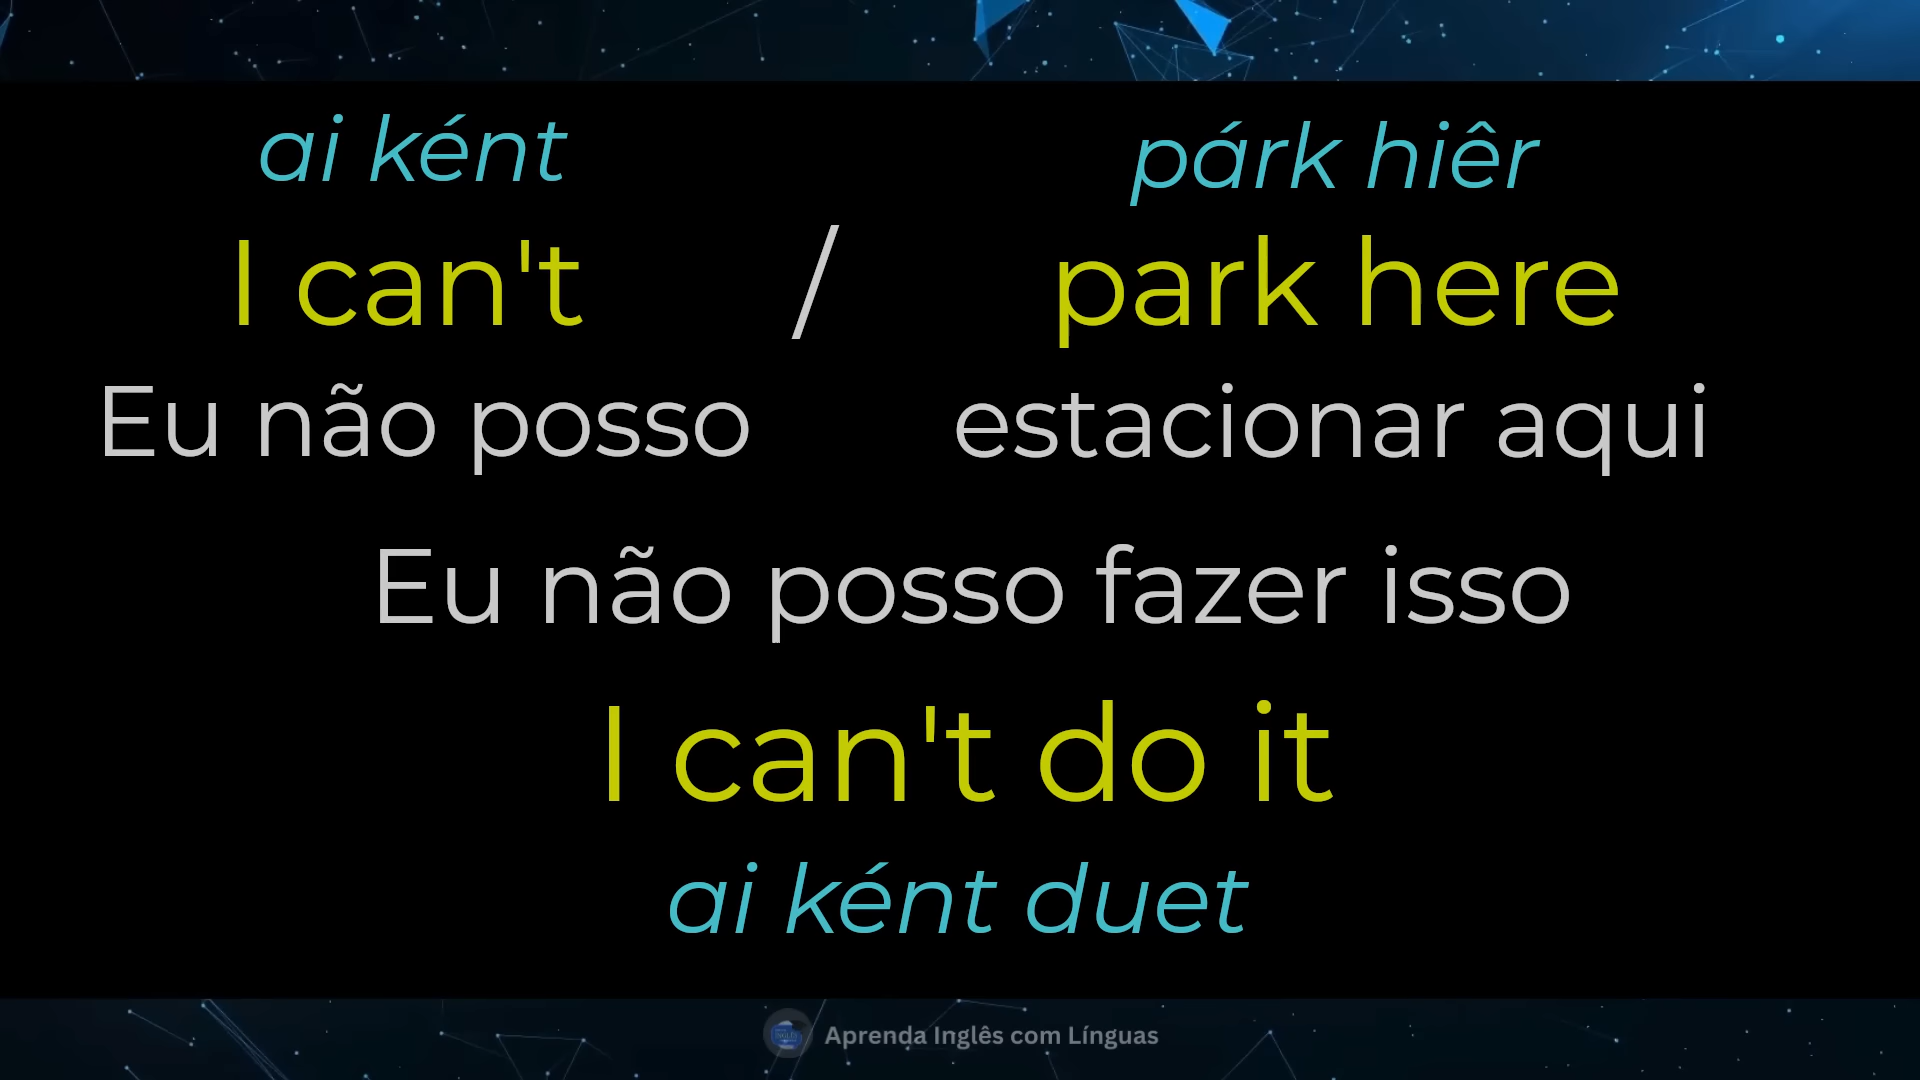 ai ként párk hiêr
I can't / park here
Eu não posso estacionar aqui
Eu não posso fazer isso
I can't do it
ai ként duet
Aprenda Inglês com Línguas